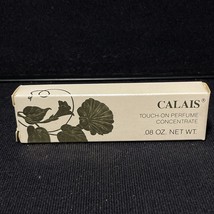 CALAIS®
TOUCH-ON PERFUME
CONCENTRATE
.08 OZ. NET WT.